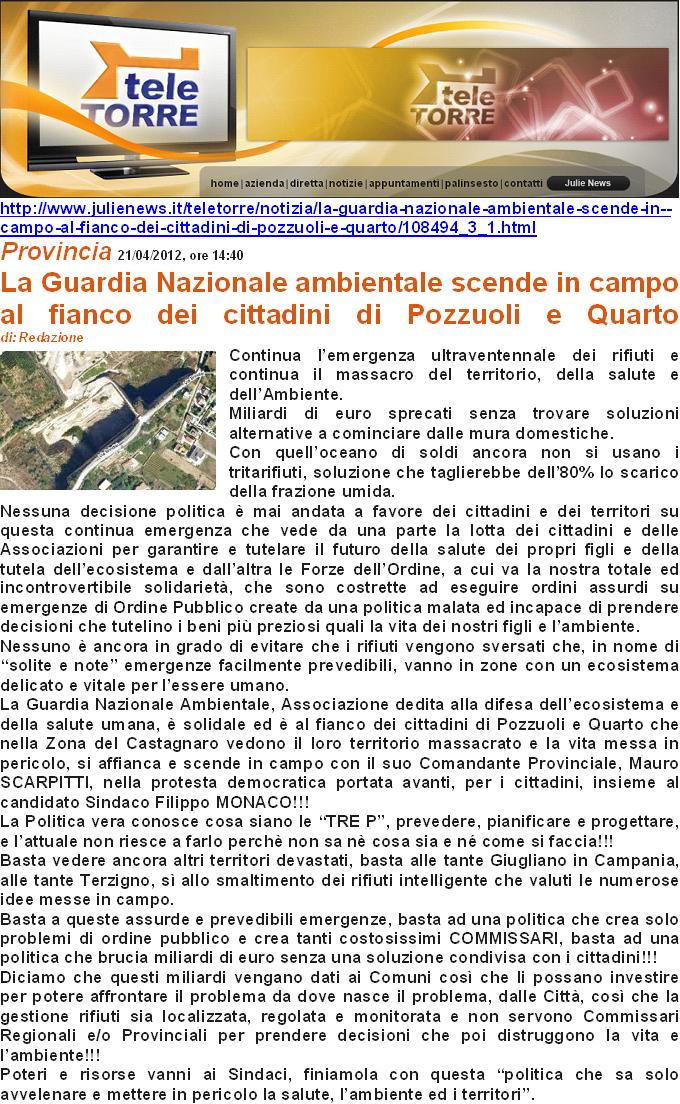 tele
TORRE
tele
TORRE
home | azienda | diretta | notizie | appuntamenti | palinsesto | contatti Julie News
http://www.julienews.it/teletorre/notizia/la-guardia-nazionale-ambientale-scende-in--
campo-al-fianco-dei-cittadini-di-pozzuoli-e-quarto/108494_3_1.html
Provincia 21/04/2012, ore 14:40
La Guardia Nazionale ambientale scende in campo
al fianco dei cittadini di Pozzuoli e Quarto
di: Redazione
Continua l’emergenza ultraventennale dei rifiuti e
continua il massacro del territorio, della salute e
dell’Ambiente.
Miliardi di euro sprecati senza trovare soluzioni
alternative a cominciare dalle mura domestiche.
Con quell’oceano di soldi ancora non si usano i
tritarifiuti, soluzione che taglierebbe dell’80% lo scarico
della frazione umida.
Nessuna decisione politica è mai andata a favore dei cittadini e dei territori su
questa continua emergenza che vede da una parte la lotta dei cittadini e delle
Associazioni per garantire e tutelare il futuro della salute dei propri figli e della
tutela dell’ecosistema e dall’altra le Forze dell’Ordine, a cui va la nostra totale ed
incontrovertibile solidarietà, che sono costrette ad eseguire ordini assurdi su
emergenze di Ordine Pubblico create da una politica malata ed incapace di prendere
decisioni che tutelino i beni più preziosi quali la vita dei nostri figli e l’ambiente.
Nessuno è ancora in grado di evitare che i rifiuti vengono sversati che, in nome di
“solite e note” emergenze facilmente prevedibili, vanno in zone con un ecosistema
delicato e vitale per l’essere umano.
La Guardia Nazionale Ambientale, Associazione dedita alla difesa dell’ecosistema e
della salute umana, è solidale ed è al fianco dei cittadini di Pozzuoli e Quarto che
nella Zona del Castagnaro vedono il loro territorio massacrato e la vita messa in
pericolo, si affianca e scende in campo con il suo Comandante Provinciale, Mauro
SCARPITTI, nella protesta democratica portata avanti, per i cittadini, insieme al
candidato Sindaco Filippo MONACO!!!
La Politica vera conosce cosa siano le “TRE P”, prevedere, pianificare e progettare,
e l’attuale non riesce a farlo perchè non sa nè cosa sia e né come si faccia!!!
Basta vedere ancora altri territori devastati, basta alle tante Giugliano in Campania,
alle tante Terzigno, sì allo smaltimento dei rifiuti intelligente che valuti le numerose
idee messe in campo.
Basta a queste assurde e prevedibili emergenze, basta ad una politica che crea solo
problemi di ordine pubblico e crea tanti costosissimi COMMISSARI, basta ad una
politica che brucia miliardi di euro senza una soluzione condivisa con i cittadini!!!
Diciamo che questi miliardi vengano dati ai Comuni così che li possano investire
per potere affrontare il problema da dove nasce il problema, dalle Città, così che la
gestione rifiuti sia localizzata, regolata e monitorata e non servono Commissari
Regionali e/o Provinciali per prendere decisioni che poi distruggono la vita e
l’ambiente!!!
Poteri e risorse vanni ai Sindaci, finiamola con questa “politica che sa solo
avvelenare e mettere in pericolo la salute, l’ambiente ed i territori”.